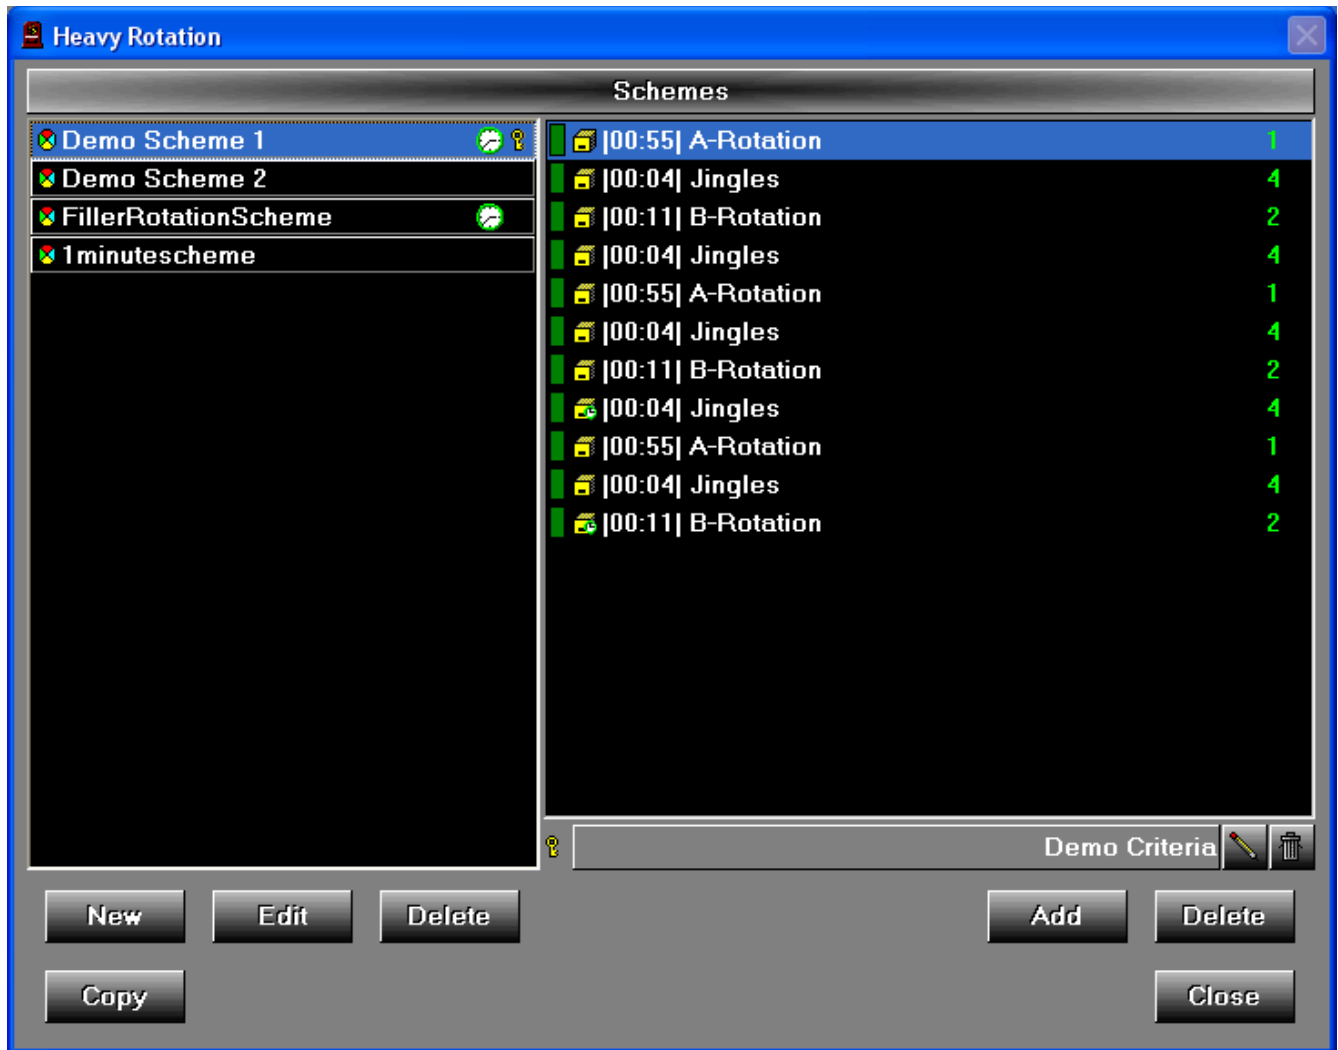 Heavy Rotation
Schemes
Demo Scheme 1
Demo Scheme 2
FillerRotationScheme
1minutescheme
|00:55| A-Rotation 1
|00:04| Jingles 4
|00:11| B-Rotation 2
|00:04| Jingles 4
|00:55| A-Rotation 1
|00:04| Jingles 4
|00:11| B-Rotation 2
|00:04| Jingles 4
|00:55| A-Rotation 1
|00:04| Jingles 4
|00:11| B-Rotation 2
Demo Criteria
New Edit Delete Add Delete
Copy Close